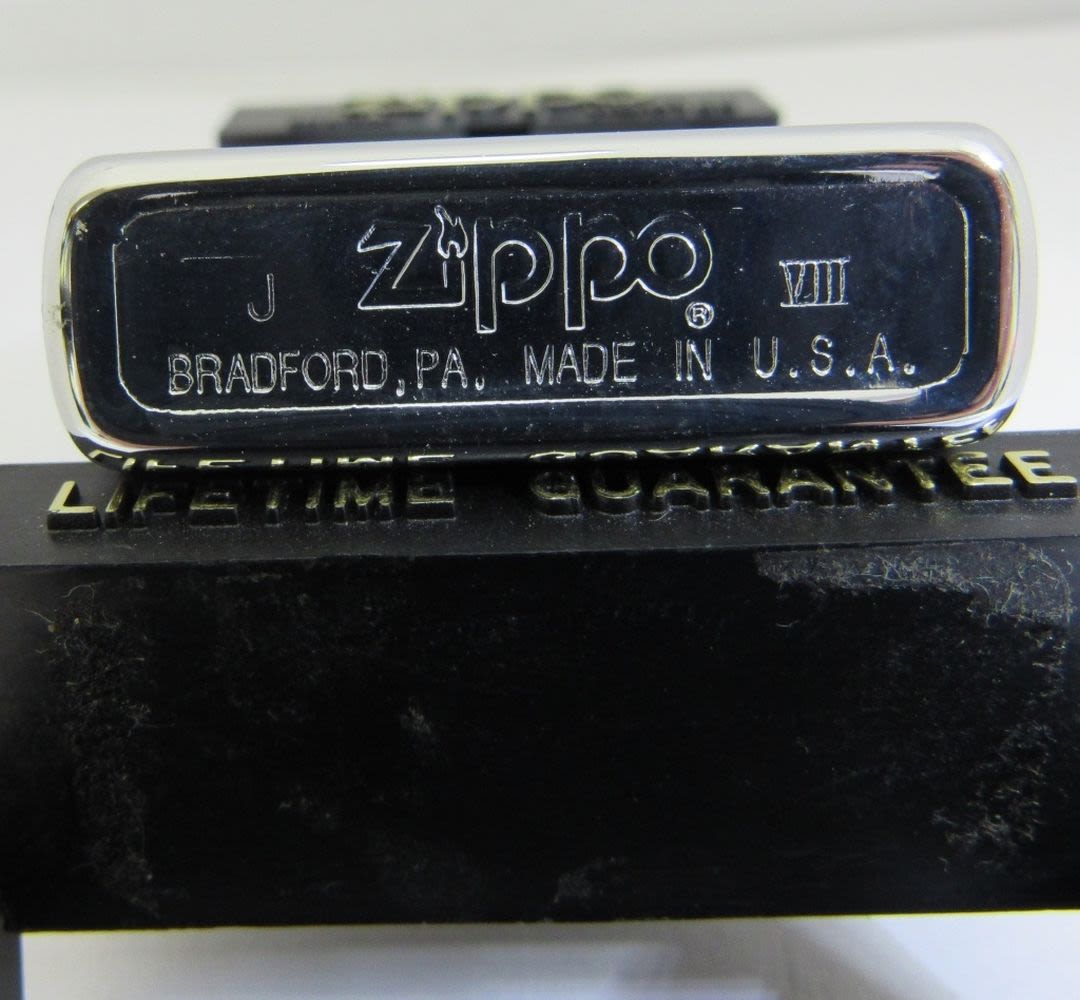 J Zippo® VIII
BRADFORD, PA. MADE IN U.S.A.
LIFETIME GUARANTEE